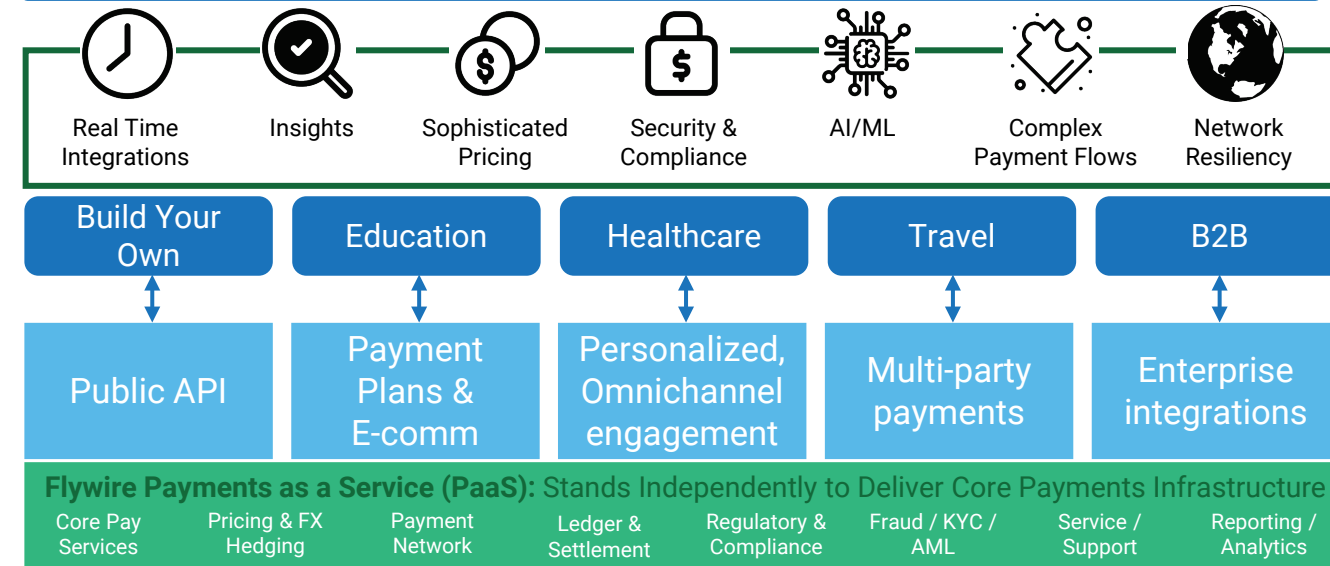 $
$
Real Time
Integrations
Insights
Sophisticated
Pricing
Security &
Compliance
AI/ML
Complex
Payment Flows
Network
Resiliency
Build Your
Own
Education
Healthcare
Travel
B2B
Public API
Payment
Plans &
E-comm
Personalized,
Omnichannel
engagement
Multi-party
payments
Enterprise
integrations
Flywire Payments as a Service (PaaS): Stands Independently to Deliver Core Payments Infrastructure
Core Pay
Services
Pricing & FX
Hedging
Payment
Network
Ledger &
Settlement
Regulatory &
Compliance
Fraud / KYC /
AML
Service /
Support
Reporting /
Analytics